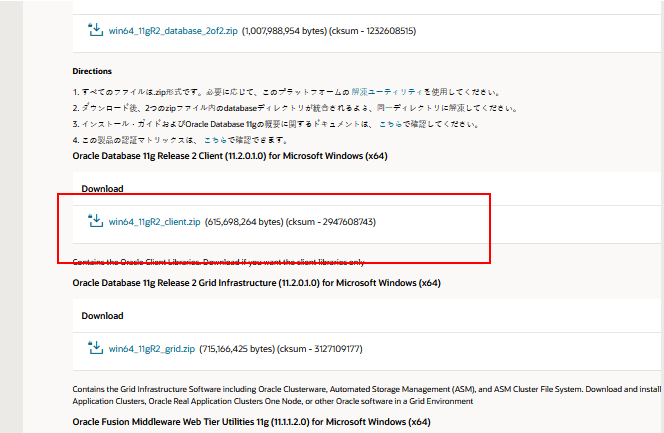 win64_11gR2_database_2of2.zip (1,007,988,954 bytes) (cksum - 1232608515)
Directions
1. すべてのファイルは.zip形式です。必要に応じて、このプラットフォームの 解凍ユーティリティを使用してください。
2. ダウンロード後、2つのzipファイル内のdatabaseディレクトリが統合されるよぅ、同一ディレクトリに解凍してください。
3. インストール・ガイドおよびOracle Database 11gの概要に関するドキュメントは、 こちらで確認してください。
4. この製品の認証マトリックスは、 こちらで確認できます。
Oracle Database 11g Release 2 Client (11.2.0.1.0) for Microsoft Windows (x64)
Download
win64_11gR2_client.zip (615,698,264 bytes) (cksum - 2947608743)
Contains the Oracle Client Libraries. Download if you want the client libraries only
Oracle Database 11g Release 2 Grid Infrastructure (11.2.0.1.0) for Microsoft Windows (x64)
Download
win64_11gR2_grid.zip (715,166,425 bytes) (cksum - 3127109177)
Contains the Grid Infrastructure Software including Oracle Clusterware, Automated Storage Management (ASM), and ASM Cluster File System. Download and install
Application Clusters, Oracle Real Application Clusters One Node, or other Oracle software in a Grid Environment
Oracle Fusion Middleware Web Tier Utilities 11g (11.1.1.2.0) for Microsoft Windows (x64)